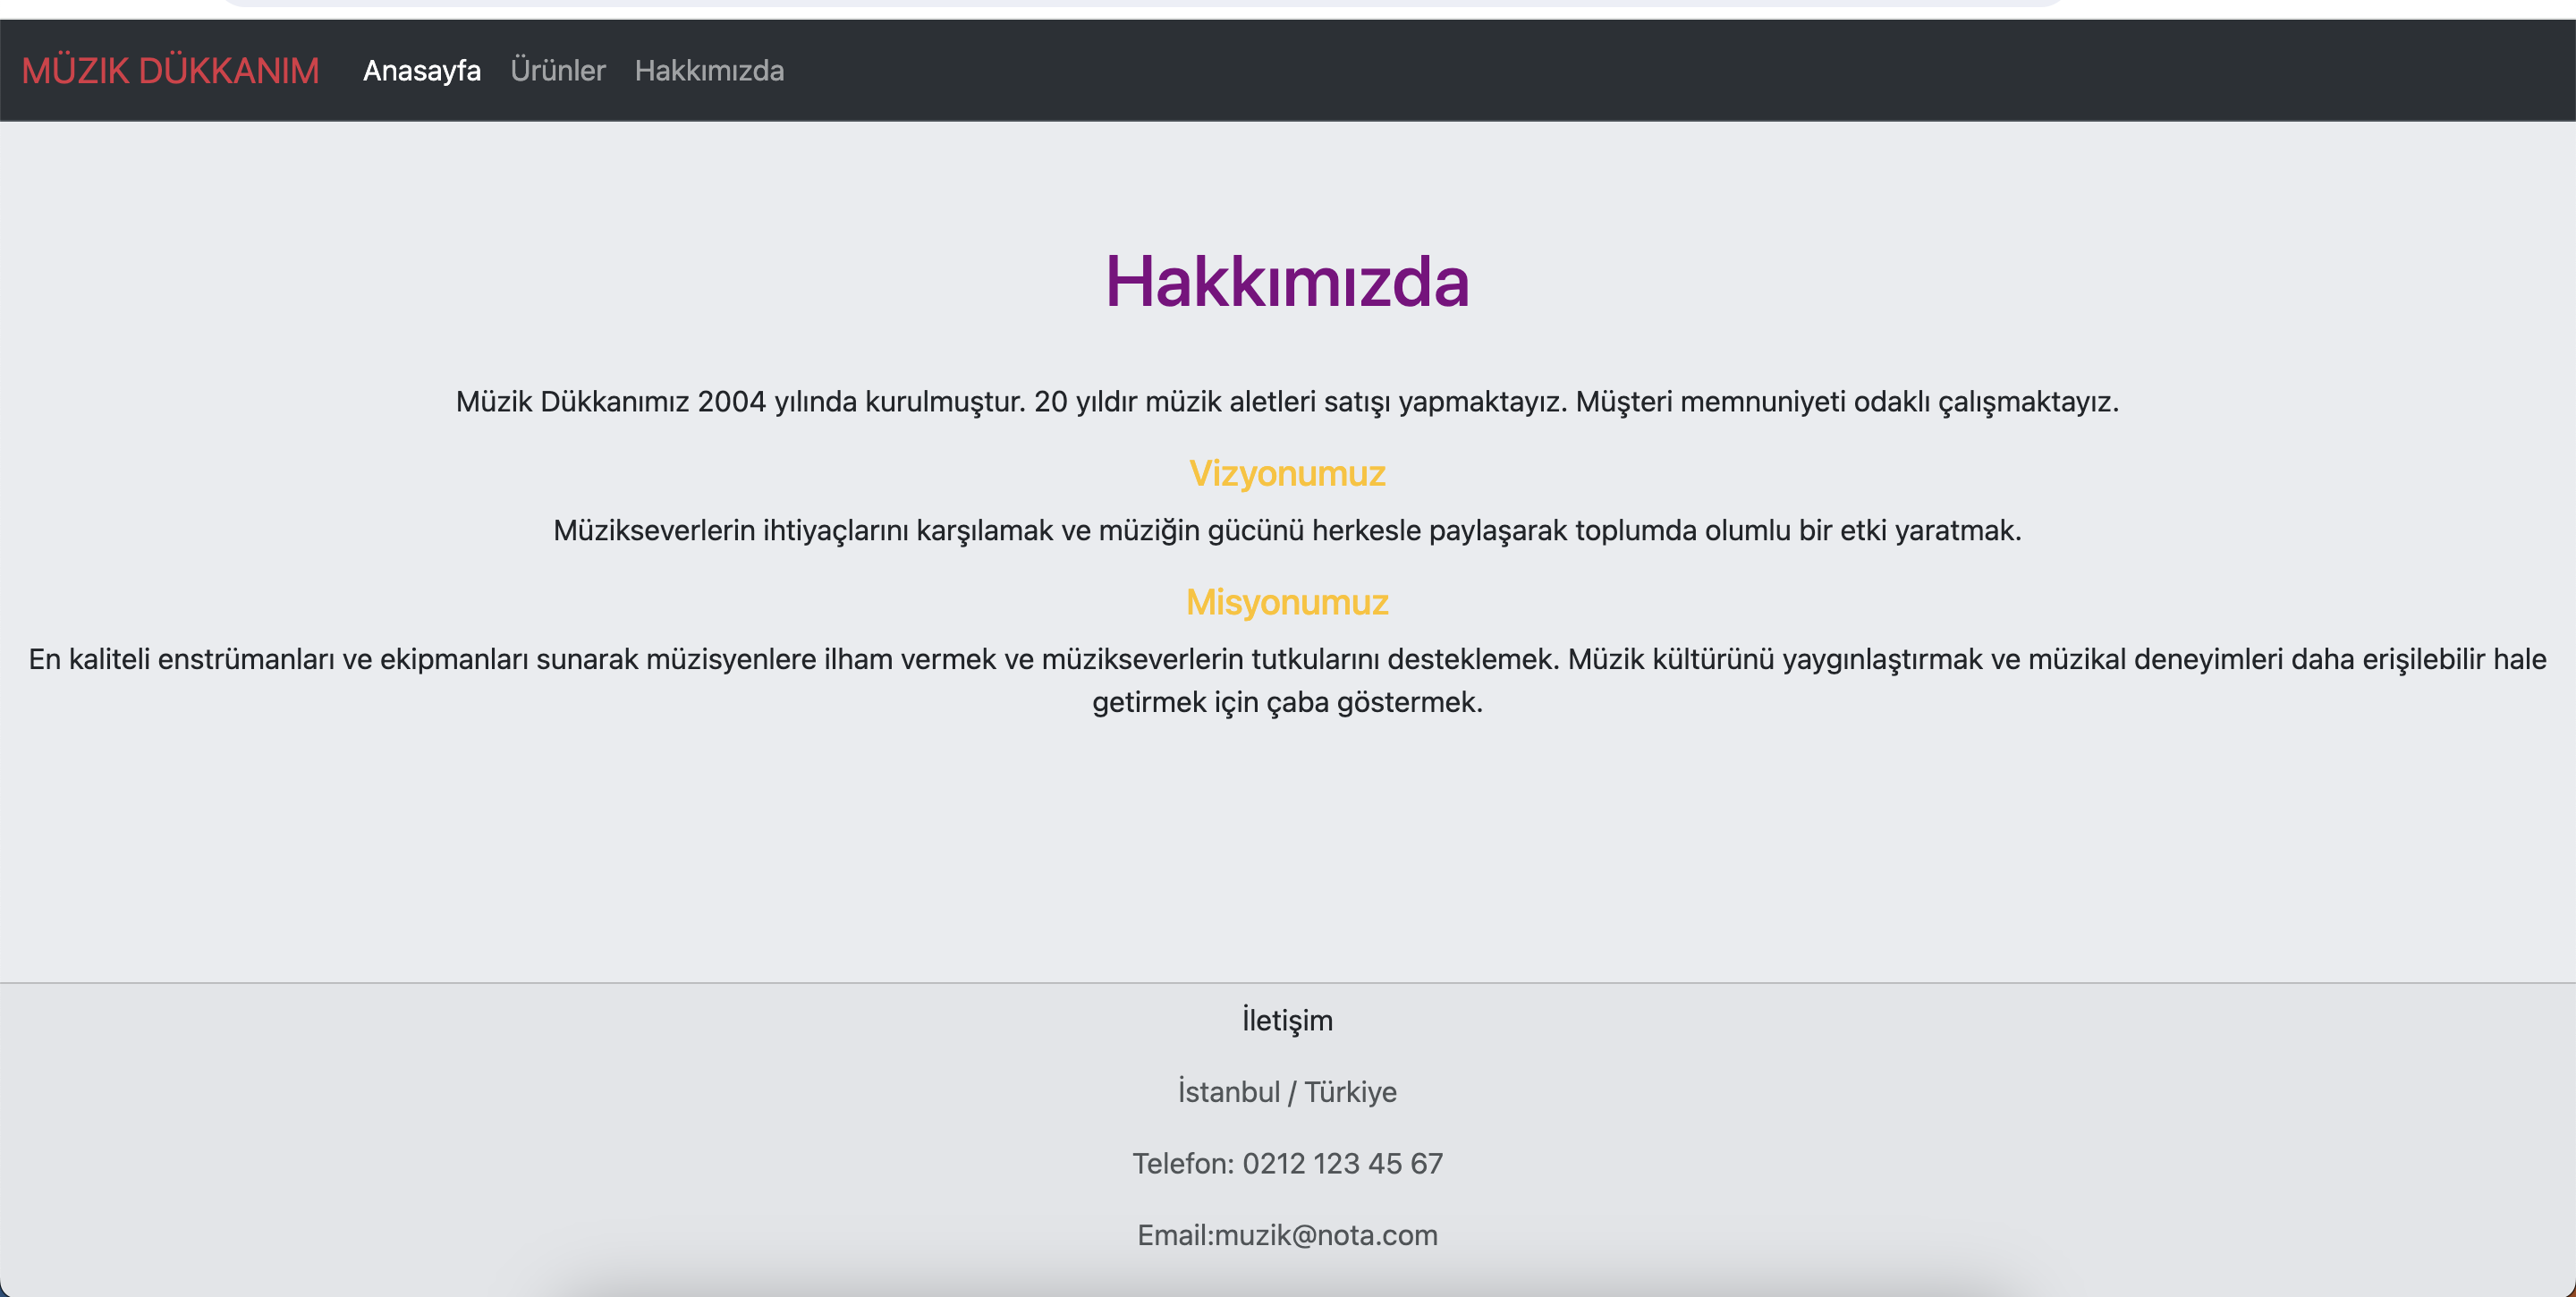 MÜZIK DÜKKANIM Anasayfa Ürünler Hakkımızda
Hakkımızda
Müzik Dükkanımız 2004 yılında kurulmuştur. 20 yıldır müzik aletleri satışı yapmaktayız. Müşteri memnuniyeti odaklı çalışmaktayız.
Vizyonumuz
Müzikseverlerin ihtiyaçlarını karşılamak ve müziğin gücünü herkesle paylaşarak toplumda olumlu bir etki yaratmak.
Misyonumuz
En kaliteli enstrümanları ve ekipmanları sunarak müzisyenlere ilham vermek ve müzikseverlerin tutkularını desteklemek. Müzik kültürünü yaygınlaştırmak ve müzikal deneyimleri daha erişilebilir hale
getirmek için çaba göstermek.
İletişim
İstanbul / Türkiye
Telefon: 0212 123 45 67
Email:muzik@nota.com